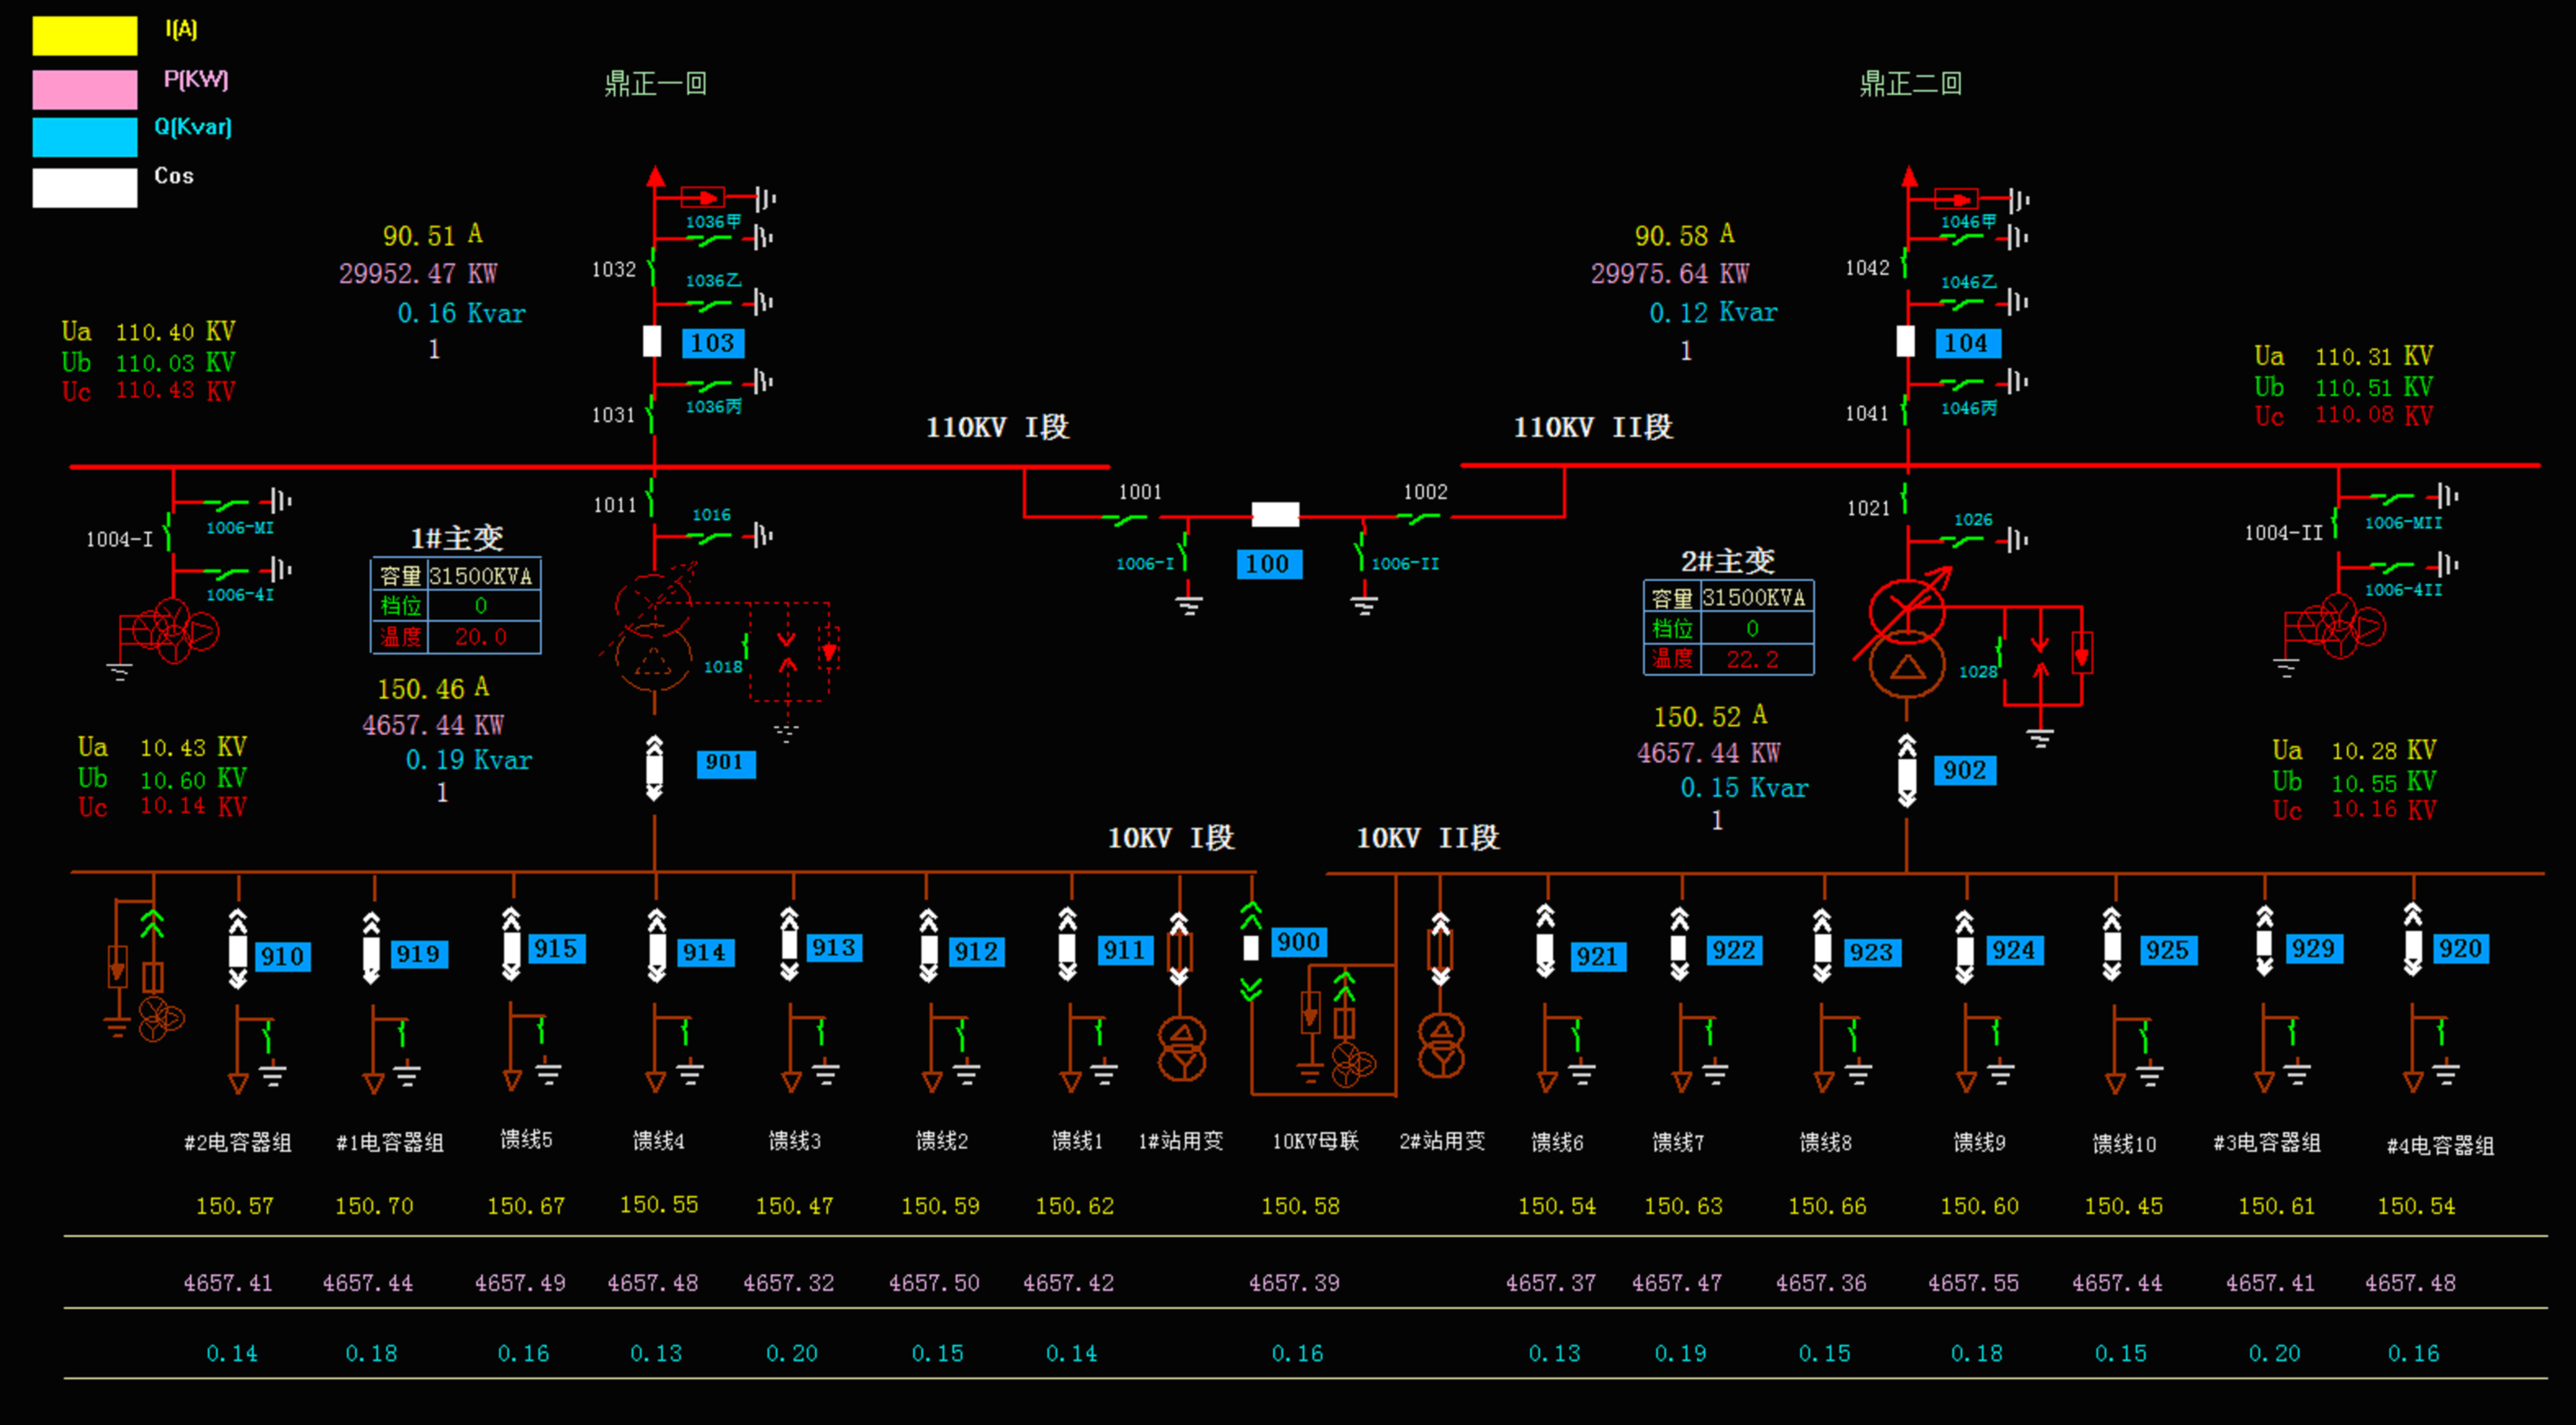 I(A)
P(KW)
Q(Kvar)
Cos
鼎正一回
鼎正二回
90.51 A
29952.47 KW
0.16 Kvar
1
Ua 110.40 KV
Ub 110.03 KV
Uc 110.43 KV
1032
1036甲
1036乙
103
1036丙
1031
90.58 A
29975.64 KW
0.12 Kvar
1
1042
1046甲
1046乙
104
1046丙
1041
Ua 110.31 KV
Ub 110.51 KV
Uc 110.08 KV
110KV I段
110KV II段
1004-I
1006-MI
1006-4I
1#主变
容量 31500KVA
档位 0
温度 20.0
1011
1016
1018
1001
1002
1006-I
100
1006-II
2#主变
容量 31500KVA
档位 0
温度 22.2
1021
1026
1028
1004-II
1006-MII
1006-4II
150.46 A
4657.44 KW
0.19 Kvar
1
901
Ua 10.43 KV
Ub 10.60 KV
Uc 10.14 KV
150.52 A
4657.44 KW
0.15 Kvar
1
902
Ua 10.28 KV
Ub 10.55 KV
Uc 10.16 KV
10KV I段
10KV II段
910 919 915 914 913 912 911 900 921 922 923 924 925 929 920
#2电容器组 #1电容器组 馈线5 馈线4 馈线3 馈线2 馈线1 1#站用变 10KV母联 2#站用变 馈线6 馈线7 馈线8 馈线9 馈线10 #3电容器组 #4电容器组
150.57 150.70 150.67 150.55 150.47 150.59 150.62 150.58 150.54 150.63 150.66 150.60 150.45 150.61 150.54
4657.41 4657.44 4657.49 4657.48 4657.32 4657.50 4657.42 4657.39 4657.37 4657.47 4657.36 4657.55 4657.44 4657.41 4657.48
0.14 0.18 0.16 0.13 0.20 0.15 0.14 0.16 0.13 0.19 0.15 0.18 0.15 0.20 0.16